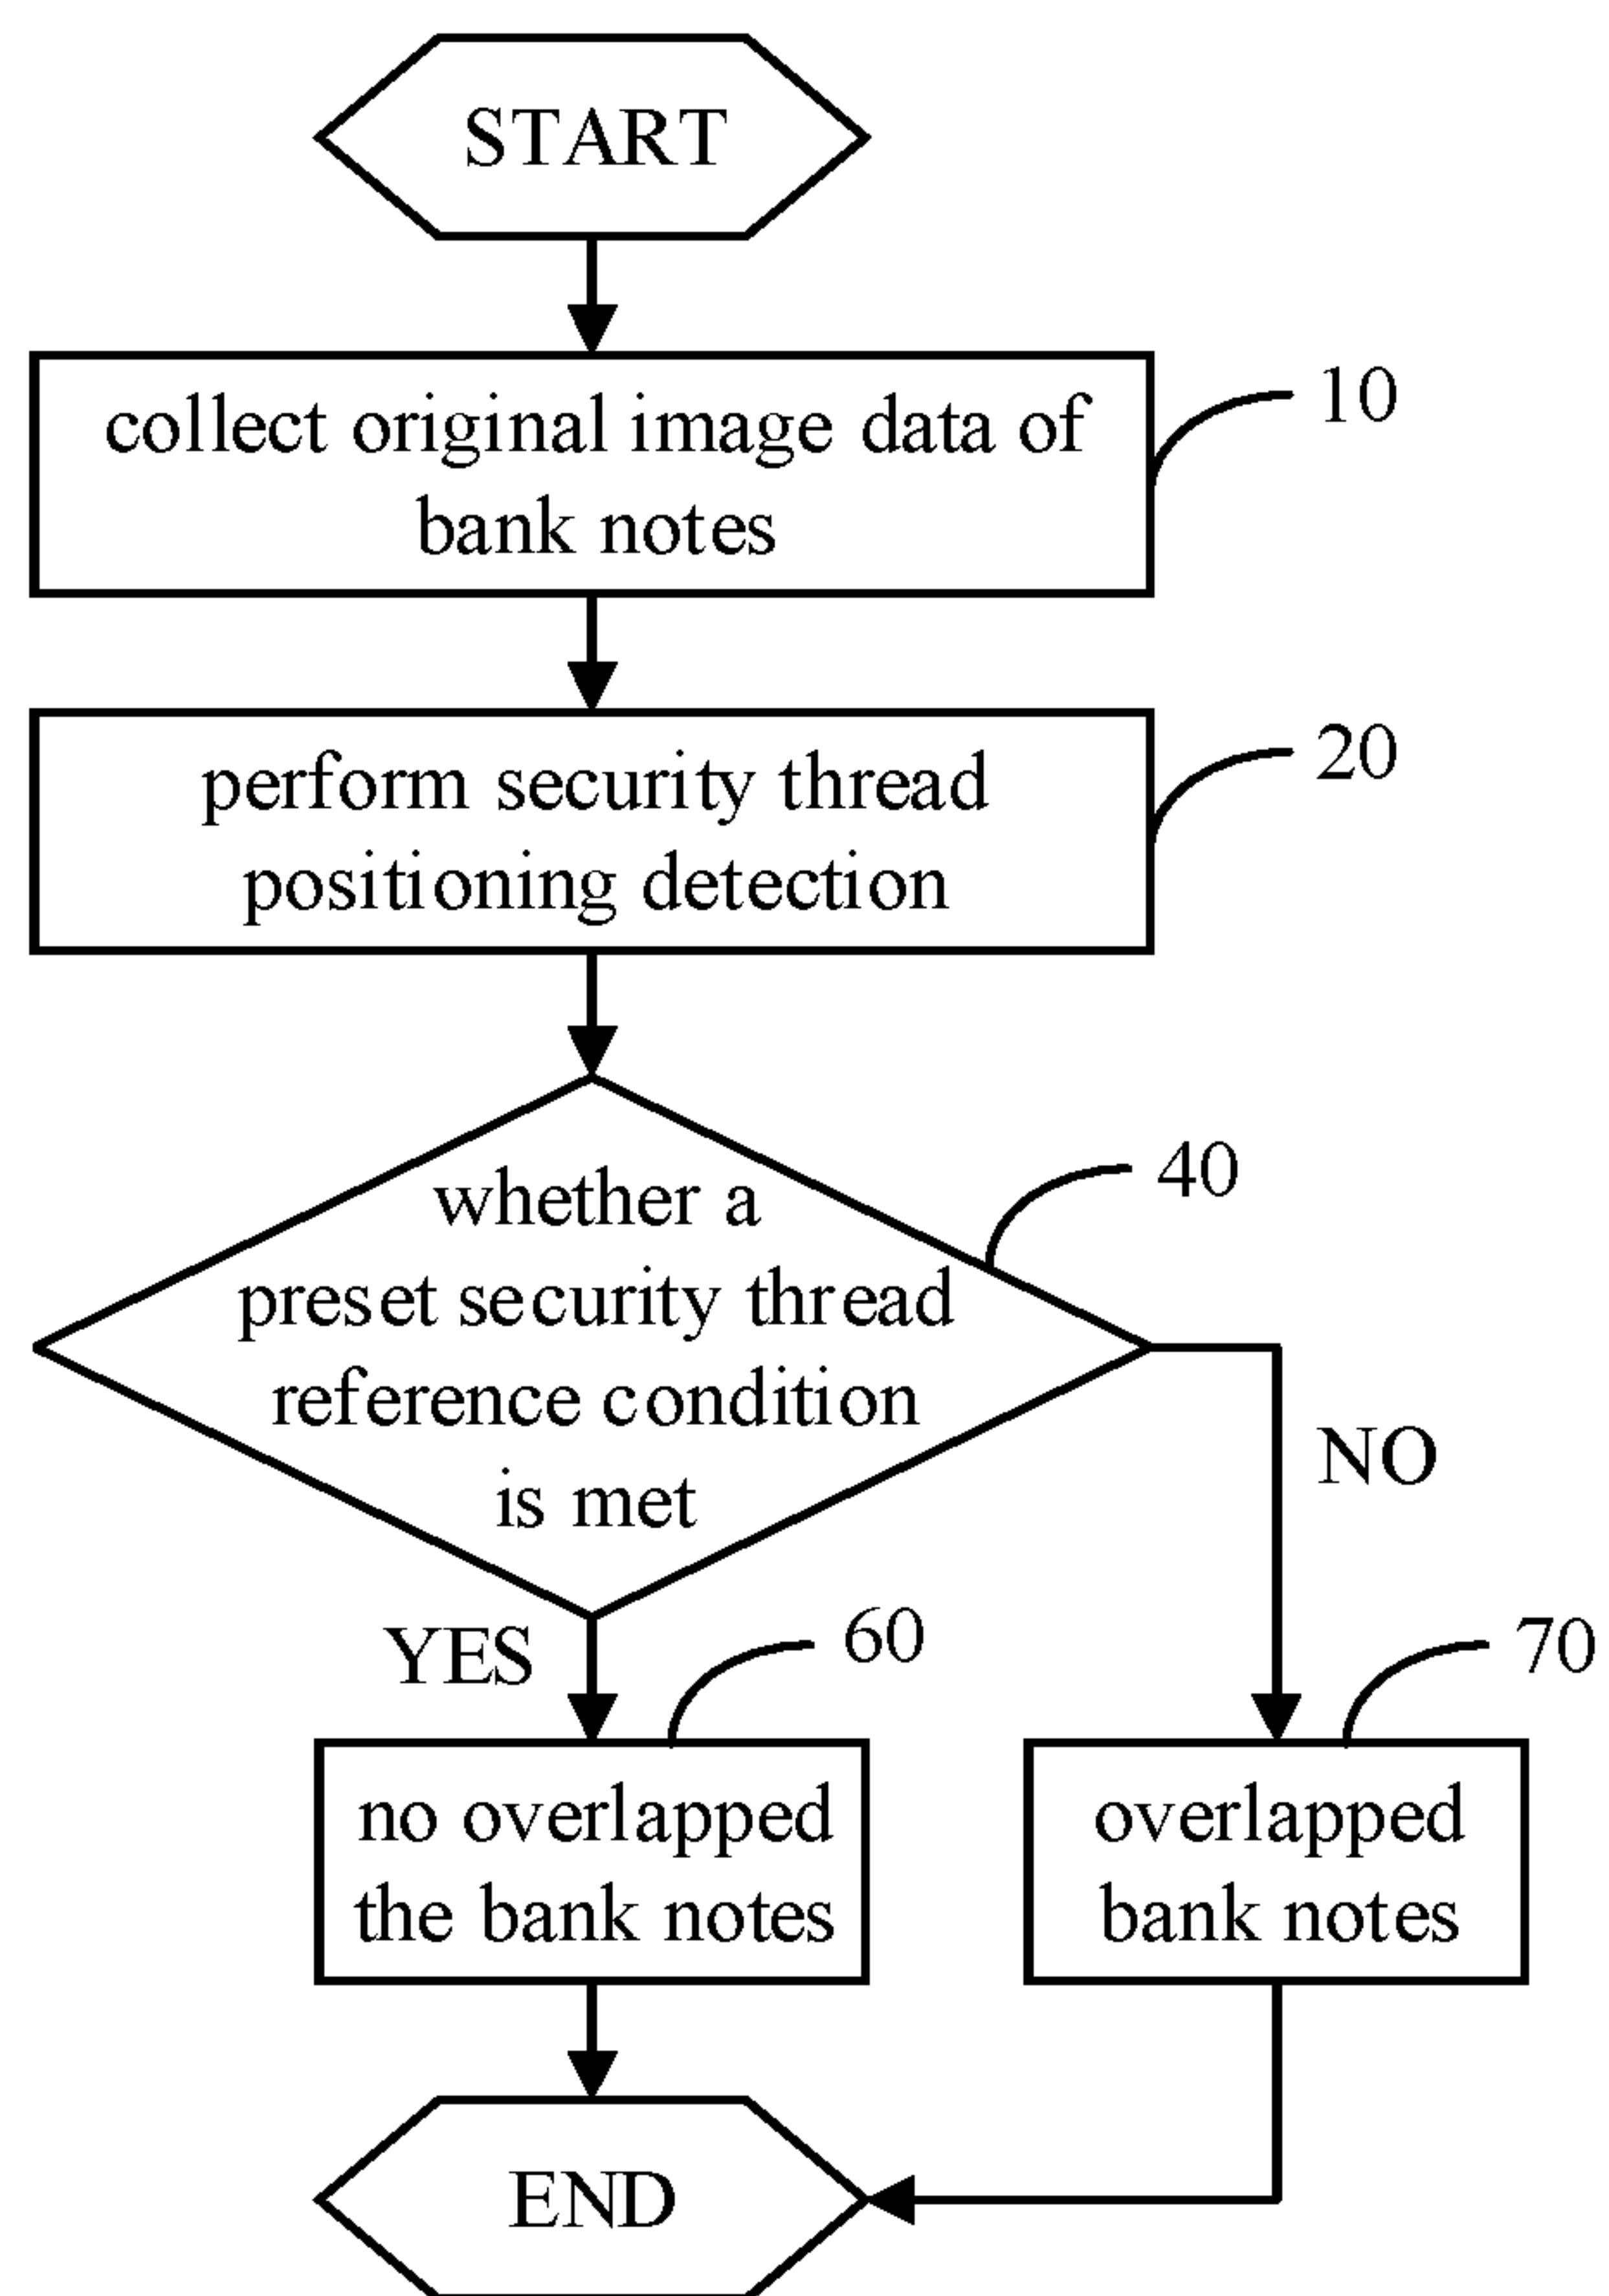 START
collect original image data of
bank notes
10
perform security thread
positioning detection
20
whether a
preset security thread
reference condition
is met
40
NO
YES
60
70
no overlapped
the bank notes
overlapped
bank notes
END